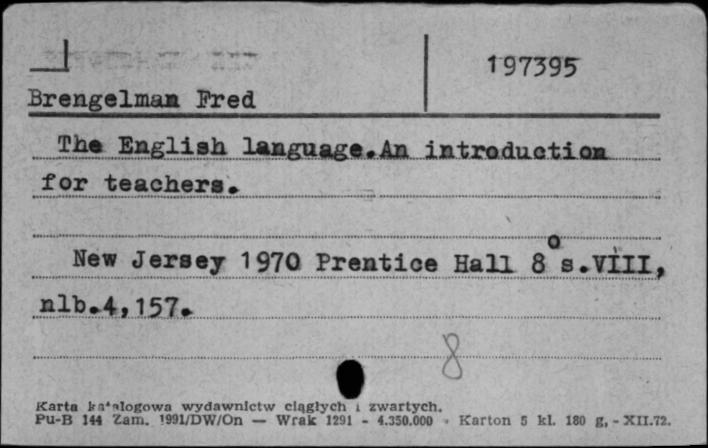 197395
Brengelman Fred
The English language.An introduction
for teachers.
New Jersey 1970 Prentice Hall 8° s.VIII,
nlb.4,157.
8
Karta katalogowa wydawnictw ciągłych i zwartych.
Pu-B 144 Zam. 1991/DW/On — Wrak 1291 - 4.350.000 - Karton 5 kl. 180 g, - XII.72.